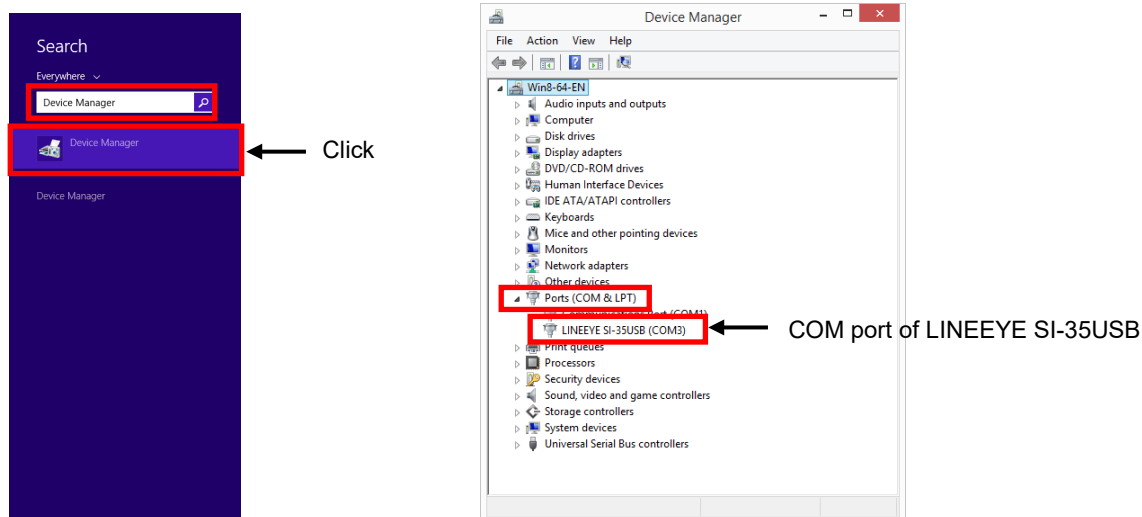 Search
Everywhere
Device Manager
Device Manager
Click
Device Manager
Device Manager
File Action View Help
Win8-64-EN
Audio inputs and outputs
Computer
Disk drives
Display adapters
DVD/CD-ROM drives
Human Interface Devices
IDE ATA/ATAPI controllers
Keyboards
Mice and other pointing devices
Monitors
Network adapters
Other devices
Ports (COM & LPT)
Communications Port (COM1)
LINEEYE SI-35USB (COM3)
COM port of LINEEYE SI-35USB
Print queues
Processors
Security devices
Sound, video and game controllers
Storage controllers
System devices
Universal Serial Bus controllers